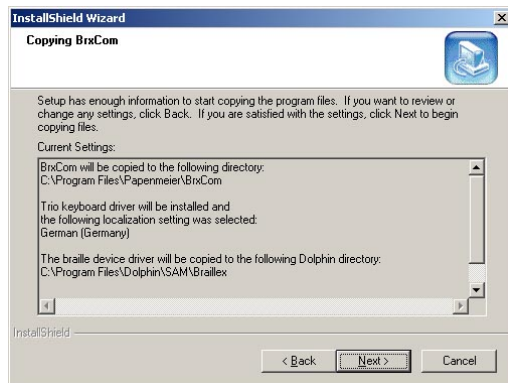 InstallShield Wizard
Copying BrxCom
Setup has enough information to start copying the program files. If you want to review or
change any settings, click Back. If you are satisfied with the settings, click Next to begin
copying files.
Current Settings:
BrxCom will be copied to the following directory:
C:\Program Files\Papenmeier\BrxCom
Trio keyboard driver will be installed and
the following localization setting was selected:
German (Germany)
The braille device driver will be copied to the following Dolphin directory:
C:\Program Files\Dolphin\SAM\Braillex
InstallShield
< Back Next > Cancel